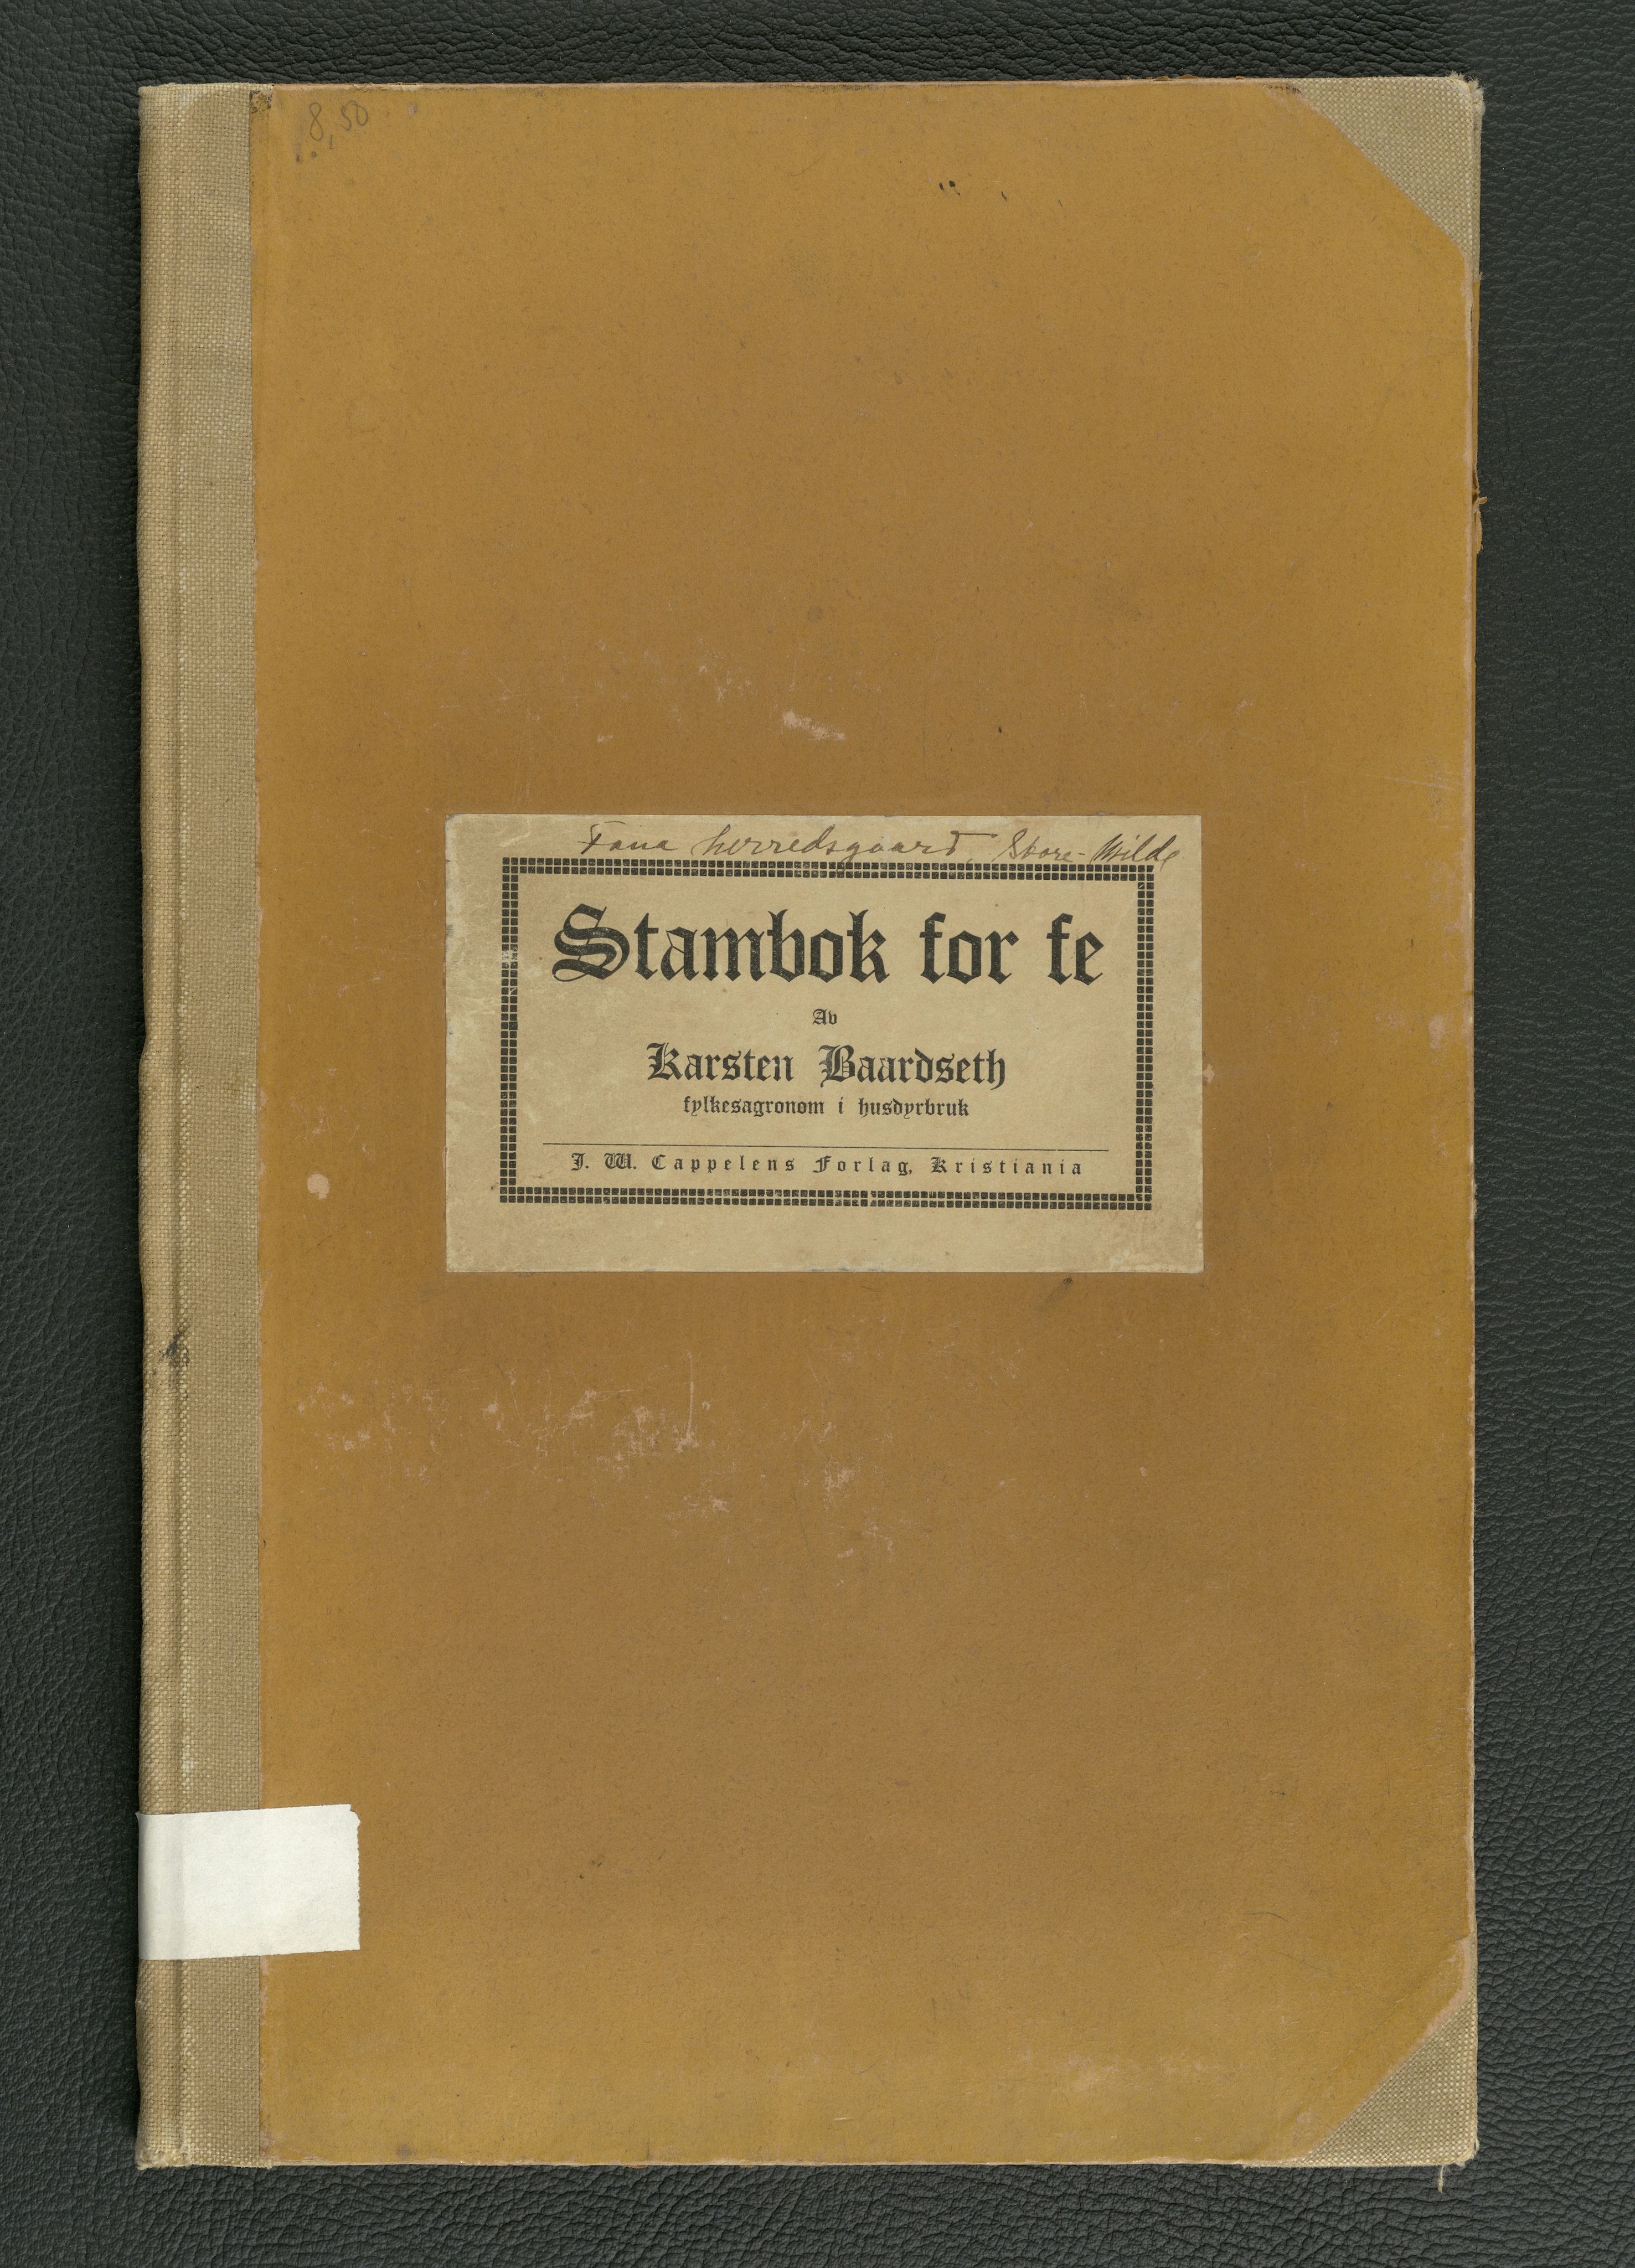 8,50
Fana herredsgaard, Store-Milde
Stambok for fe
Av
Karsten Baardseth
fylkesagronom i husdyrbruk
J. W. Cappelens Forlag, Kristiania